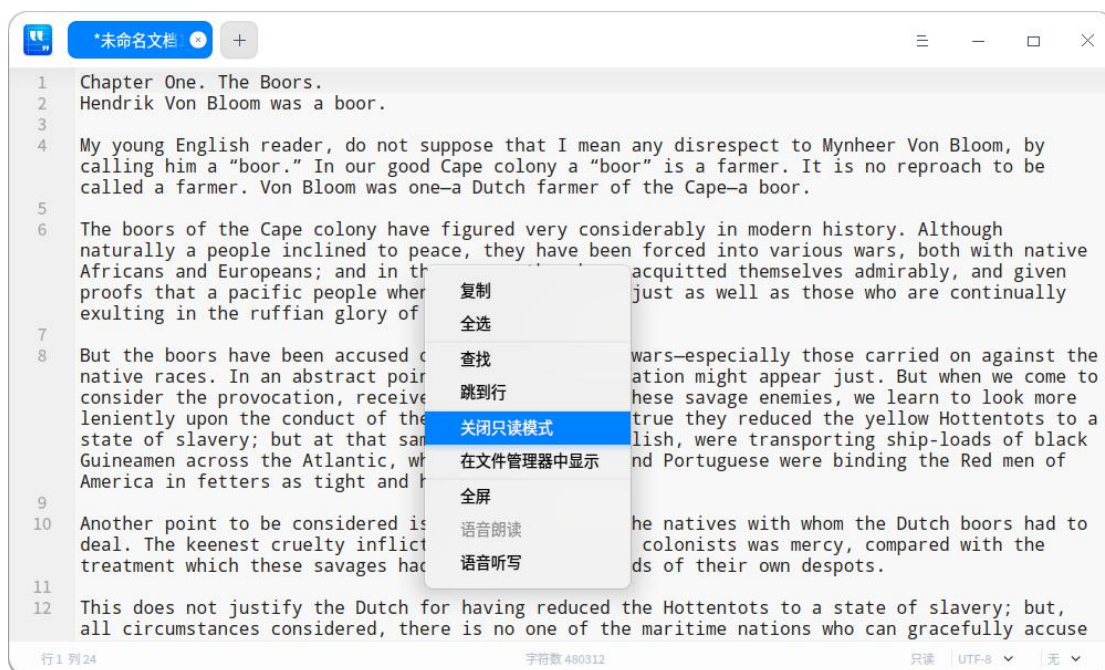 *未命名文档1
1 Chapter One. The Boors.
2 Hendrik Von Bloom was a boor.
3
4 My young English reader, do not suppose that I mean any disrespect to Mynheer Von Bloom, by
calling him a “boor.” In our good Cape colony a “boor” is a farmer. It is no reproach to be
called a farmer. Von Bloom was one—a Dutch farmer of the Cape—a boor.
5
6 The boors of the Cape colony have figured very considerably in modern history. Although
naturally a people inclined to peace, they have been forced into various wars, both with native
Africans and Europeans; and in acquitted themselves admirably, and given
proofs that a pacific people just as well as those who are continually
exulting in the ruffian glory of
7
8 But the boors have been accused wars—especially those carried on against the
native races. In an abstract might appear just. But when we come to
consider the provocation, these savage enemies, we learn to look more
leniently upon the conduct of true they reduced the yellow Hottentots to a
state of slavery; but at that were transporting ship-loads of black
Guineamen across the Atlantic, Portuguese were binding the Red men of
America in fetters as tight and
9
10 Another point to be considered is the natives with whom the Dutch boors had to
deal. The keenest cruelty colonists was mercy, compared with the
treatment which these savages had of their own despots.
11
12 This does not justify the Dutch for having reduced the Hottentots to a state of slavery; but,
all circumstances considered, there is no one of the maritime nations who can gracefully accuse
复制
全选
查找
跳到行
关闭只读模式
在文件管理器中显示
全屏
语音朗读
语音听写
行 1 列 24 字符数 480312 只读 UTF-8 无